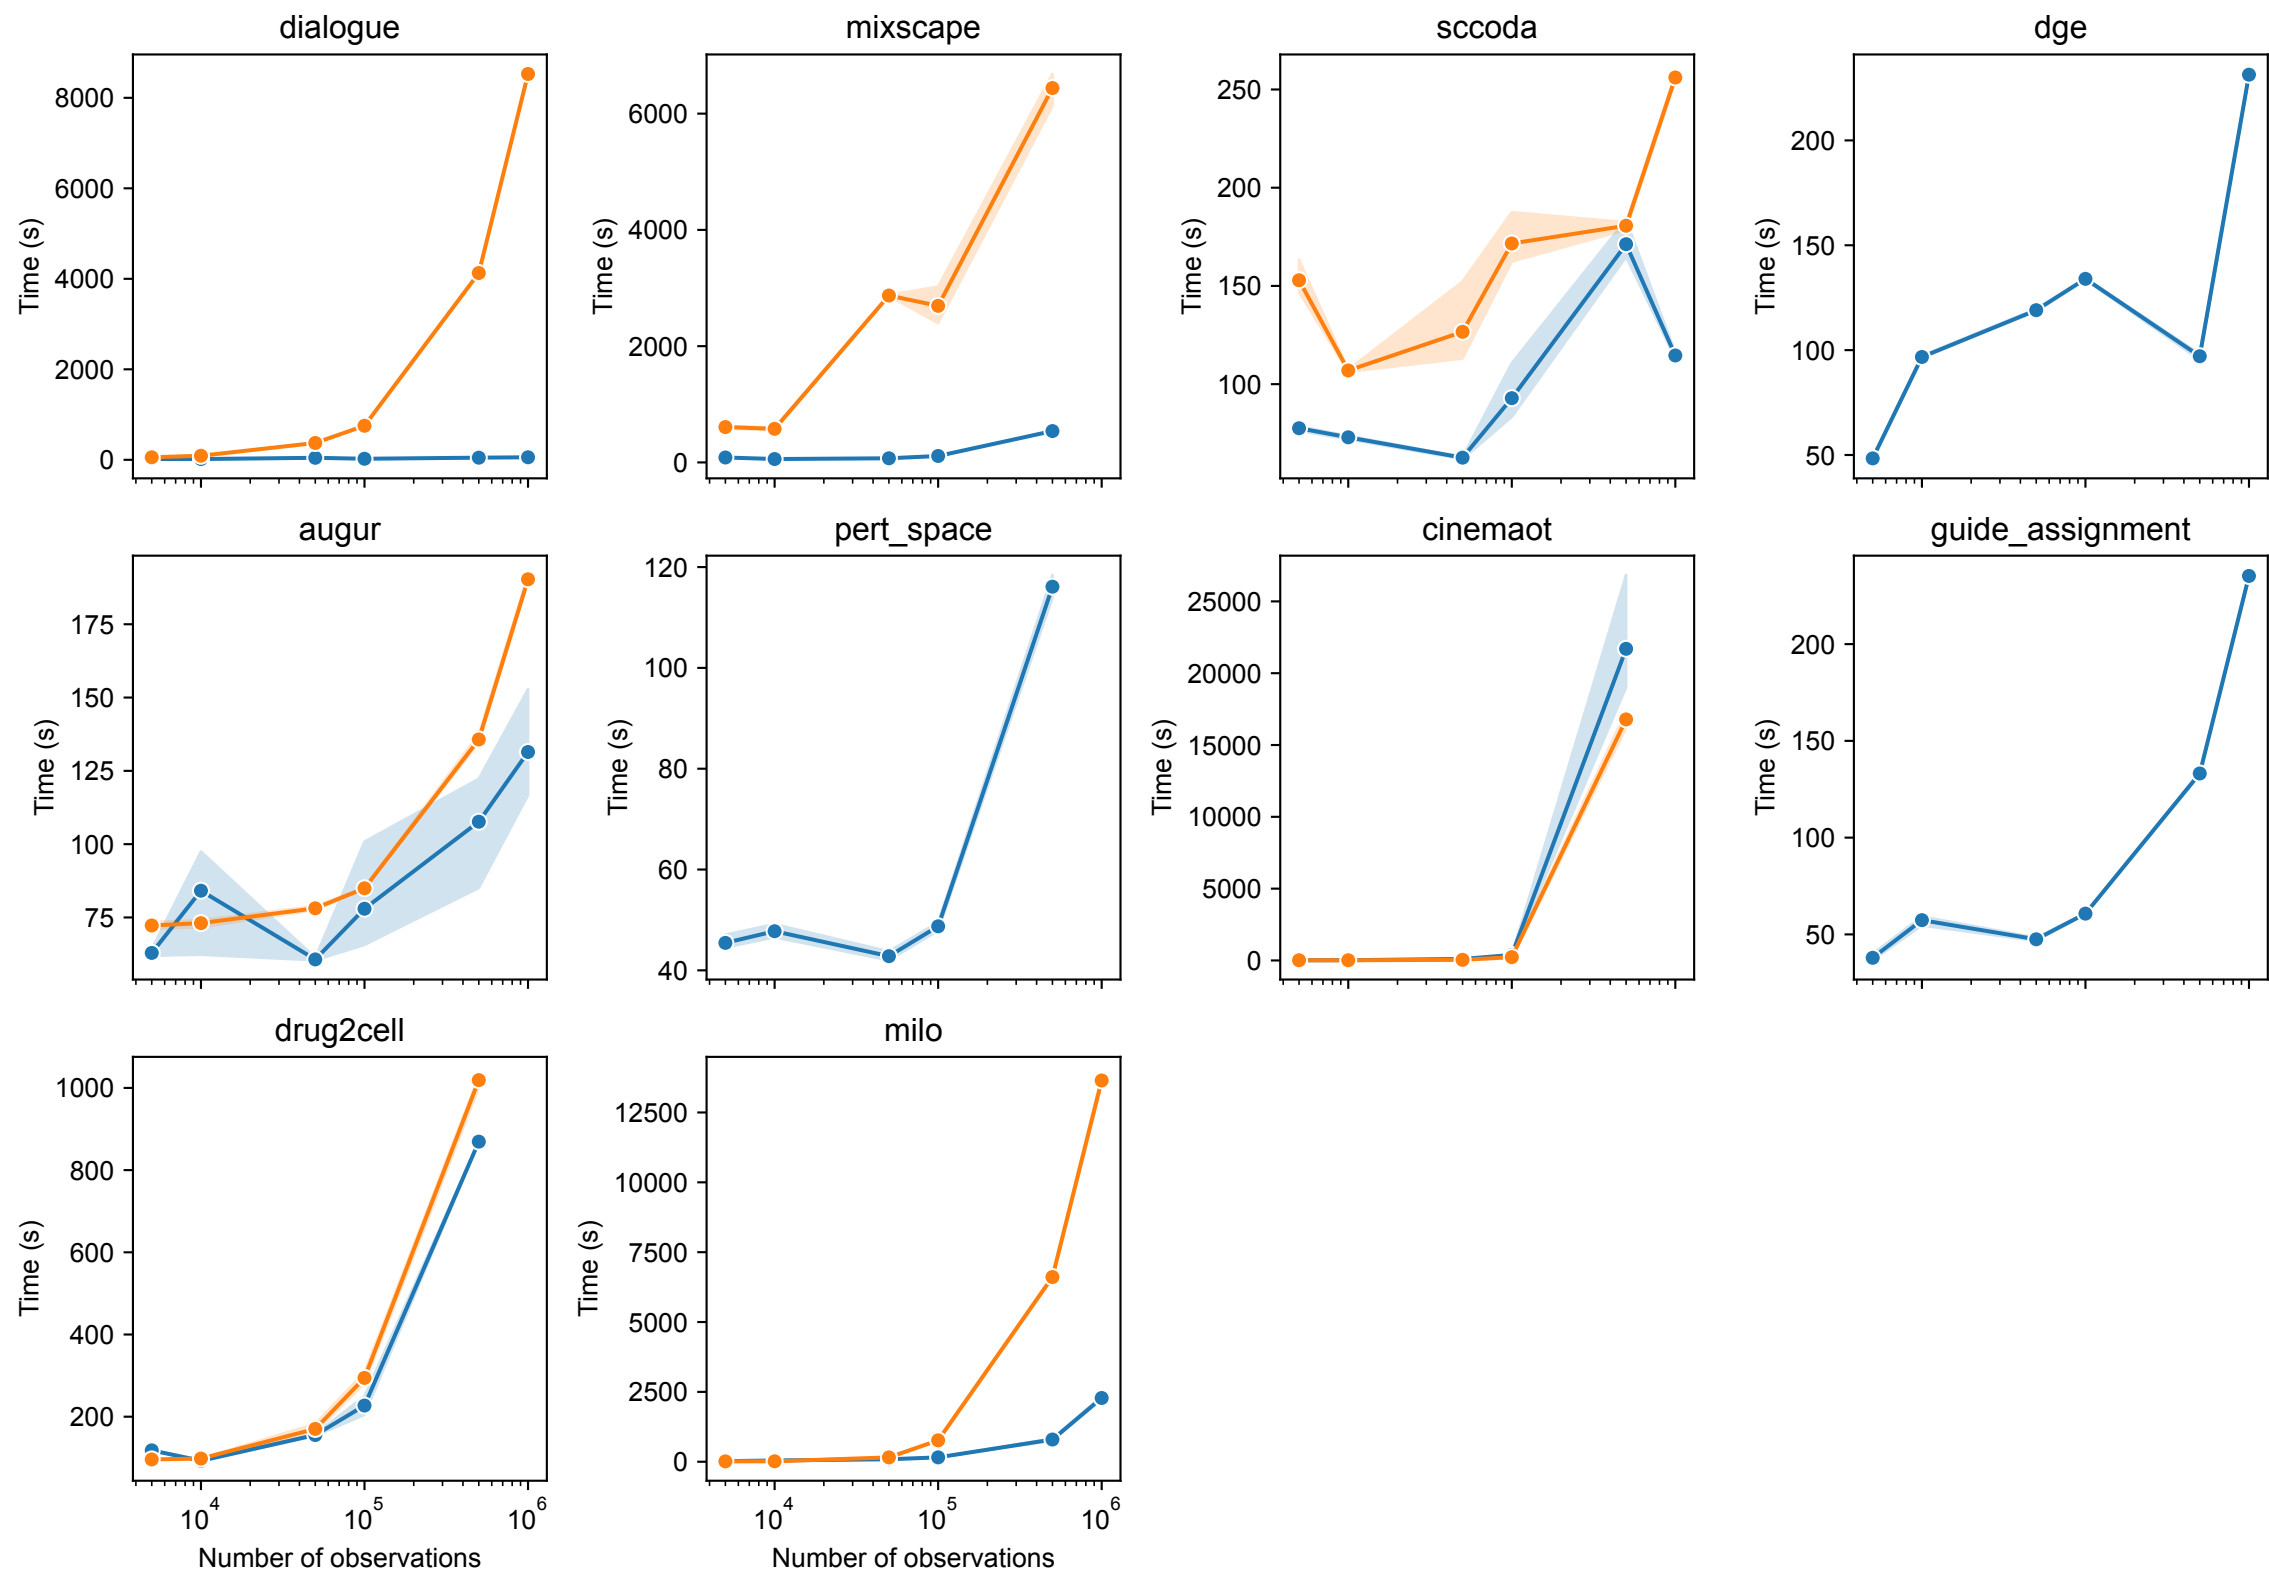 dialogue
mixscape
sccoda
dge
8000
6000
4000
2000
0
Time (s)
6000
4000
2000
0
Time (s)
250
200
150
100
Time (s)
200
150
100
50
Time (s)
augur
pert_space
cinemaot
guide_assignment
175
150
125
100
75
Time (s)
120
100
80
60
40
Time (s)
25000
20000
15000
10000
5000
0
Time (s)
200
150
100
50
Time (s)
drug2cell
milo
1000
800
600
400
200
Time (s)
10^4 10^5 10^6
Number of observations
12500
10000
7500
5000
2500
0
Time (s)
10^4 10^5 10^6
Number of observations